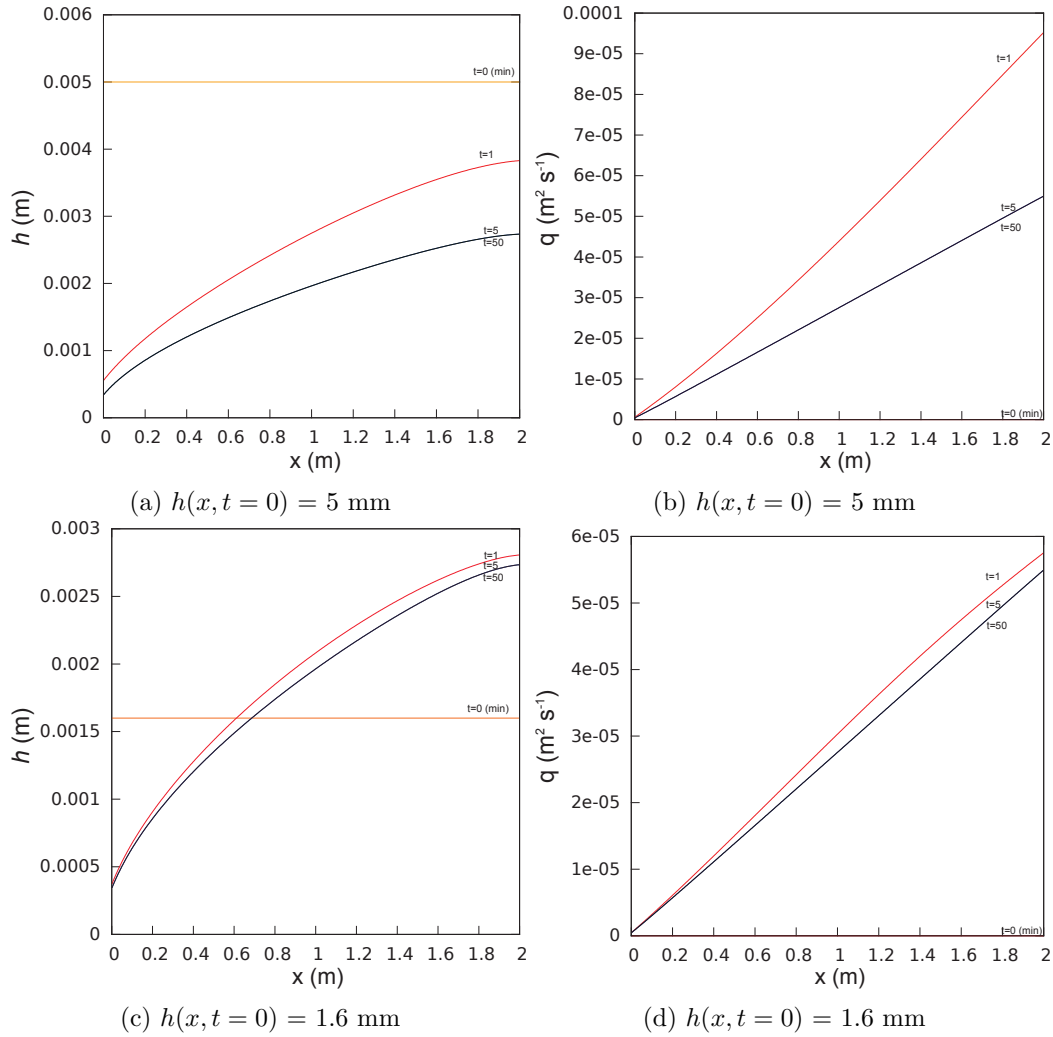 0.006
0.005
0.004
0.003
0.002
0.001
0
h (m)
t=0 (min)
t=1
t=5
t=50
0 0.2 0.4 0.6 0.8 1 1.2 1.4 1.6 1.8 2
x (m)
(a) h(x, t = 0) = 5 mm
0.0001
9e-05
8e-05
7e-05
6e-05
5e-05
4e-05
3e-05
2e-05
1e-05
0
q (m² s⁻¹)
t=1
t=5
t=50
t=0 (min)
0 0.2 0.4 0.6 0.8 1 1.2 1.4 1.6 1.8 2
x (m)
(b) h(x, t = 0) = 5 mm
0.003
0.0025
0.002
0.0015
0.001
0.0005
0
h (m)
t=1
t=5
t=50
t=0 (min)
0 0.2 0.4 0.6 0.8 1 1.2 1.4 1.6 1.8 2
x (m)
(c) h(x, t = 0) = 1.6 mm
6e-05
5e-05
4e-05
3e-05
2e-05
1e-05
0
q (m² s⁻¹)
t=1
t=5
t=50
t=0 (min)
0 0.2 0.4 0.6 0.8 1 1.2 1.4 1.6 1.8 2
x (m)
(d) h(x, t = 0) = 1.6 mm